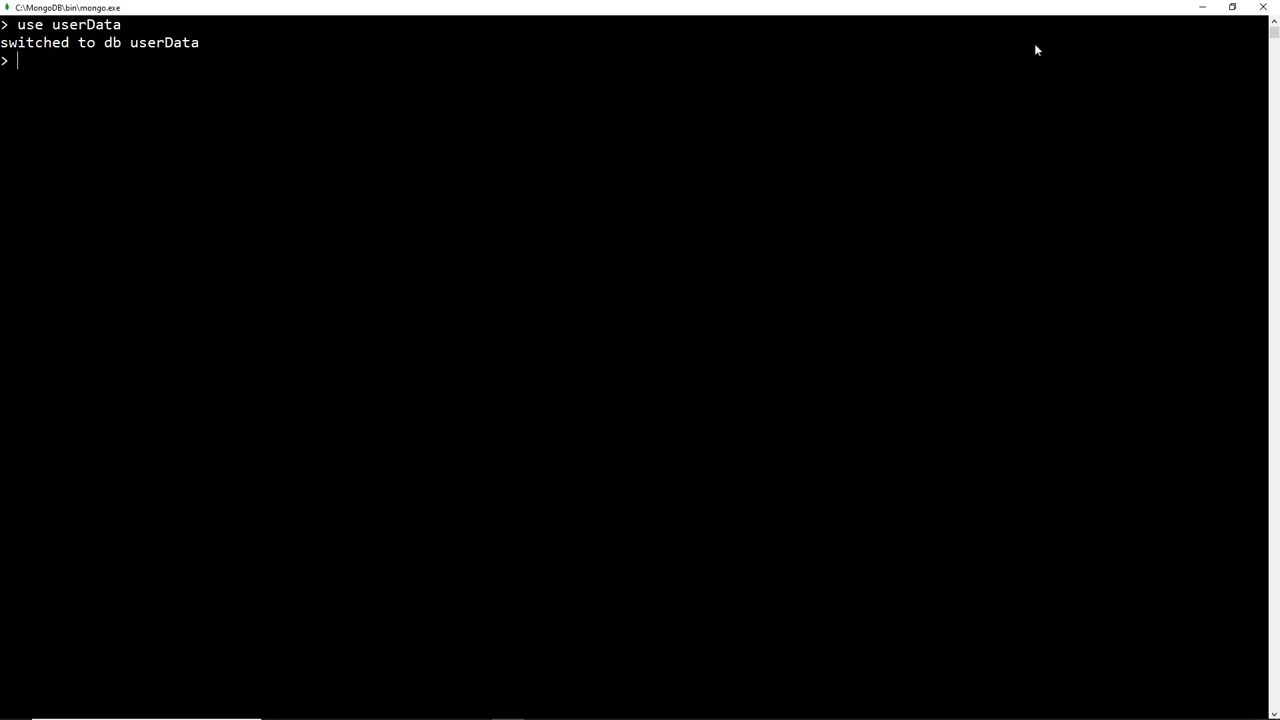 C:\MongoDB\bin\mongo.exe
> use userData
switched to db userData
>